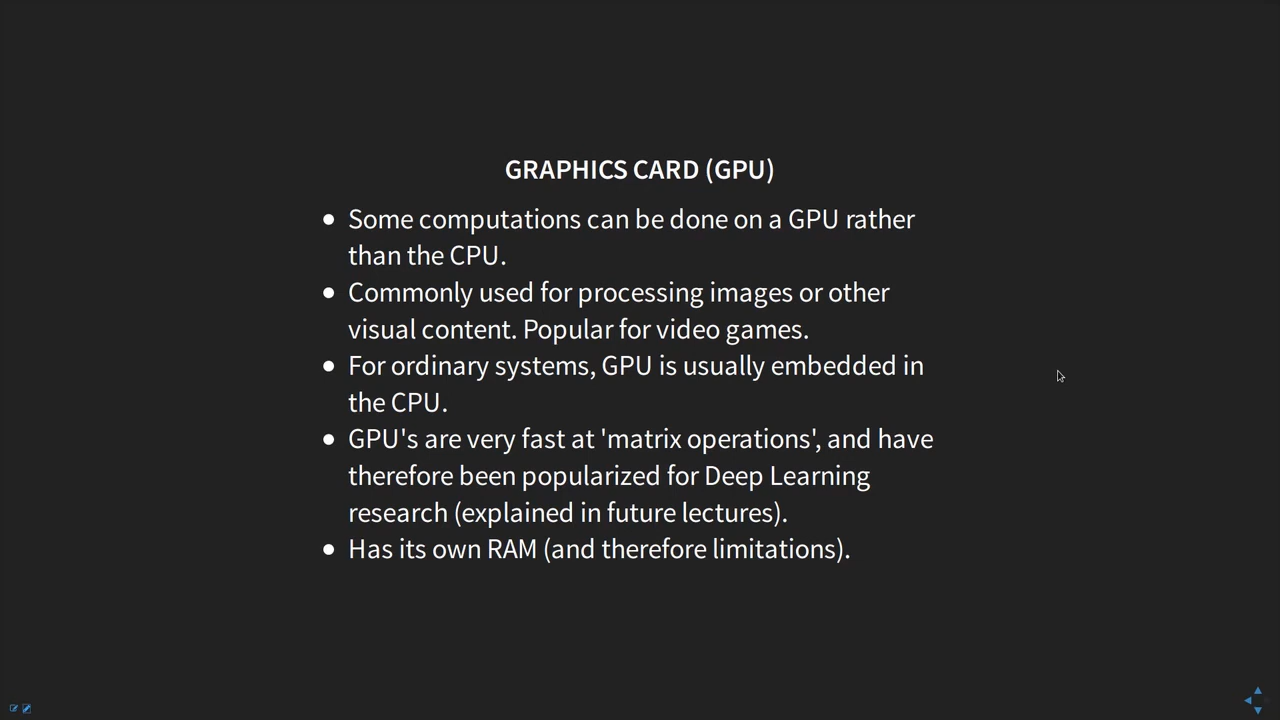 GRAPHICS CARD (GPU)
Some computations can be done on a GPU rather
than the CPU.
Commonly used for processing images or other
visual content. Popular for video games.
For ordinary systems, GPU is usually embedded in
the CPU.
GPU's are very fast at 'matrix operations', and have
therefore been popularized for Deep Learning
research (explained in future lectures).
Has its own RAM (and therefore limitations).